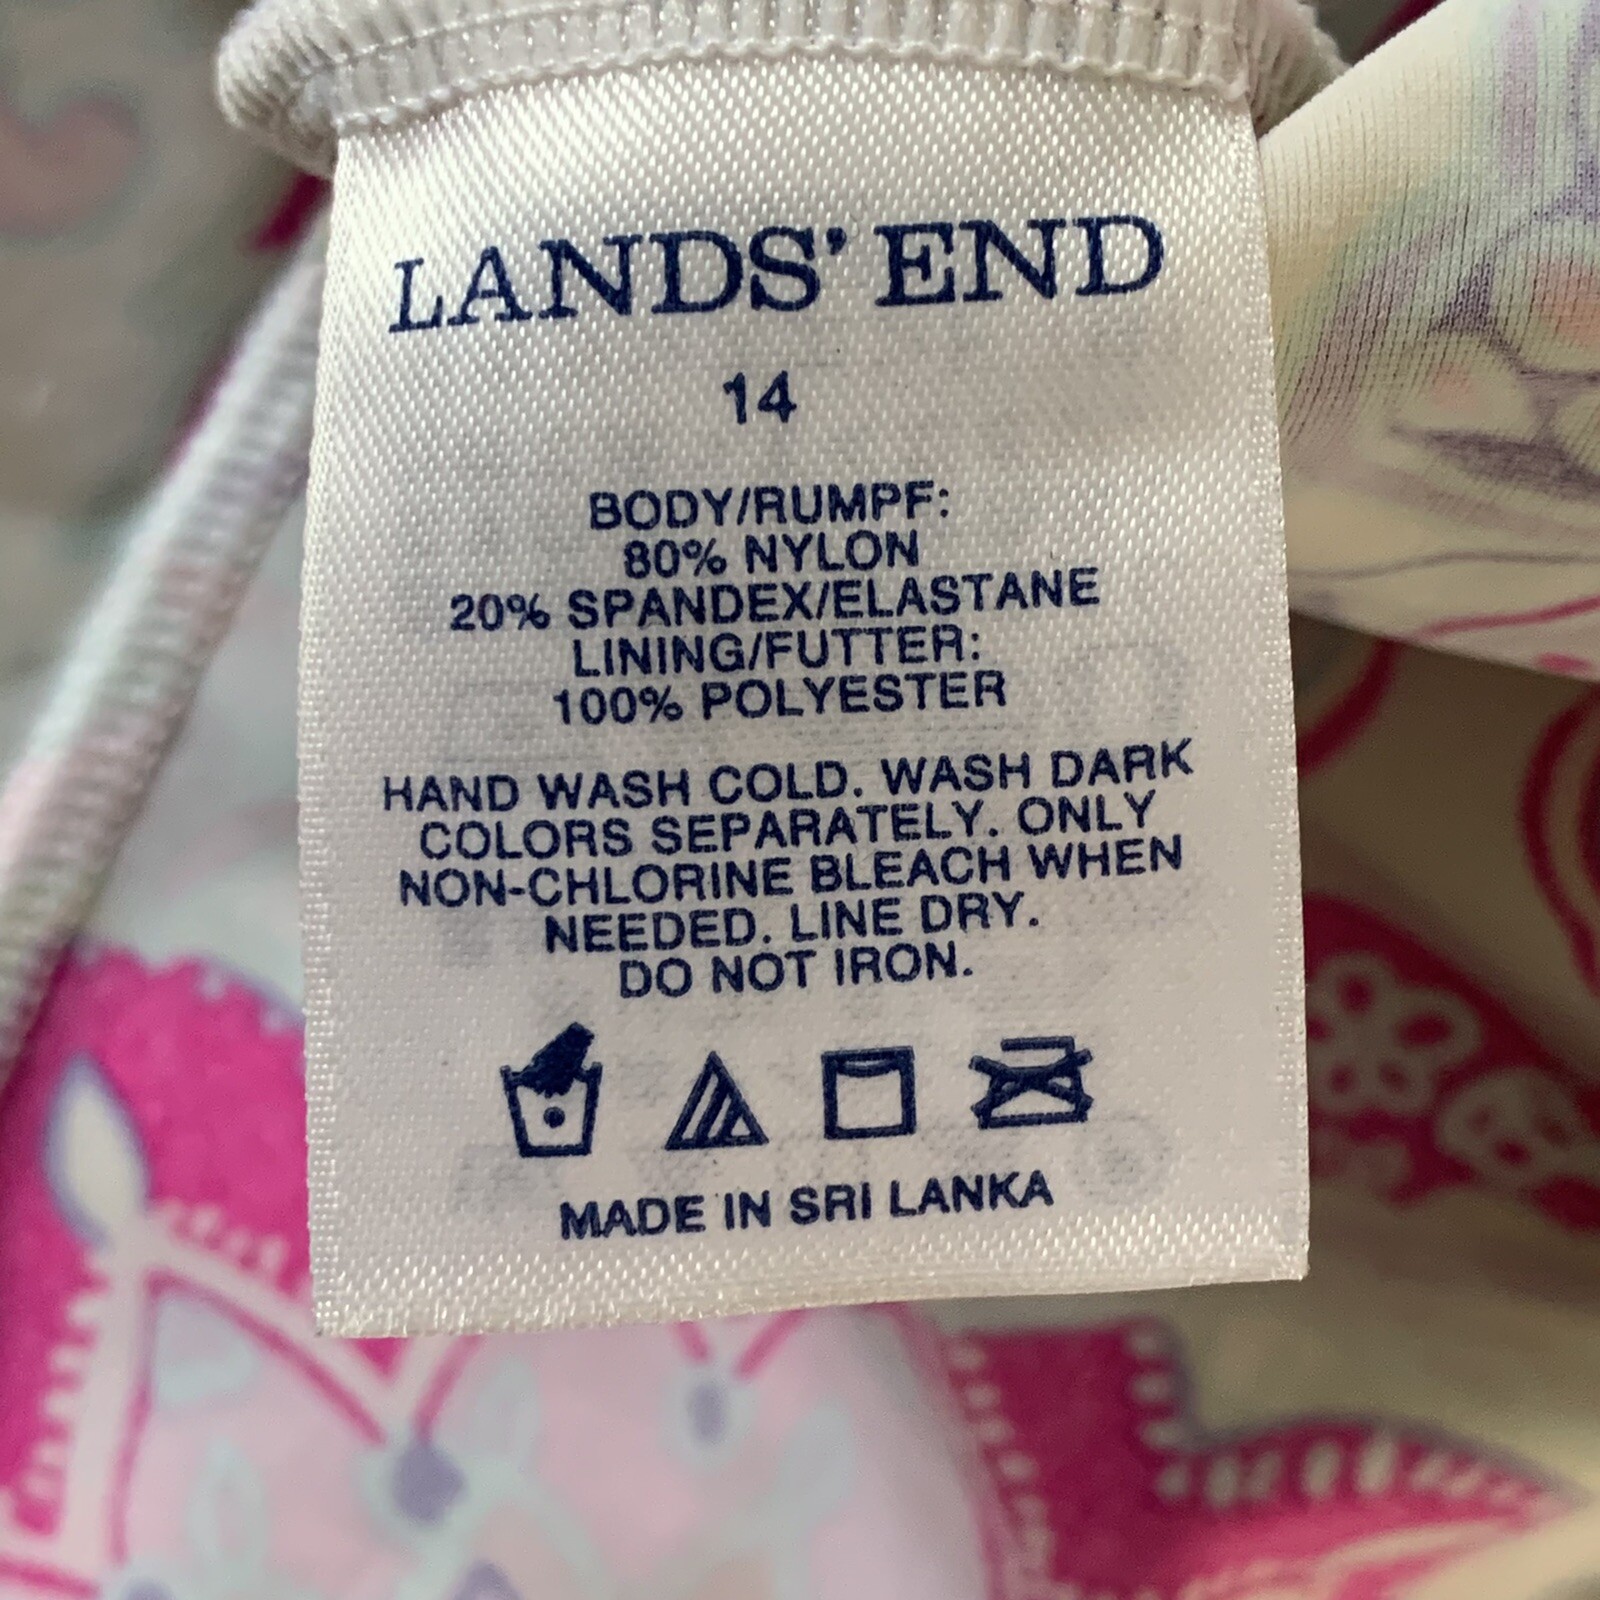 LANDS' END
14
BODY/RUMPF:
80% NYLON
20% SPANDEX/ELASTANE
LINING/FUTTER:
100% POLYESTER
HAND WASH COLD. WASH DARK
COLORS SEPARATELY. ONLY
NON-CHLORINE BLEACH WHEN
NEEDED. LINE DRY.
DO NOT IRON.
MADE IN SRI LANKA